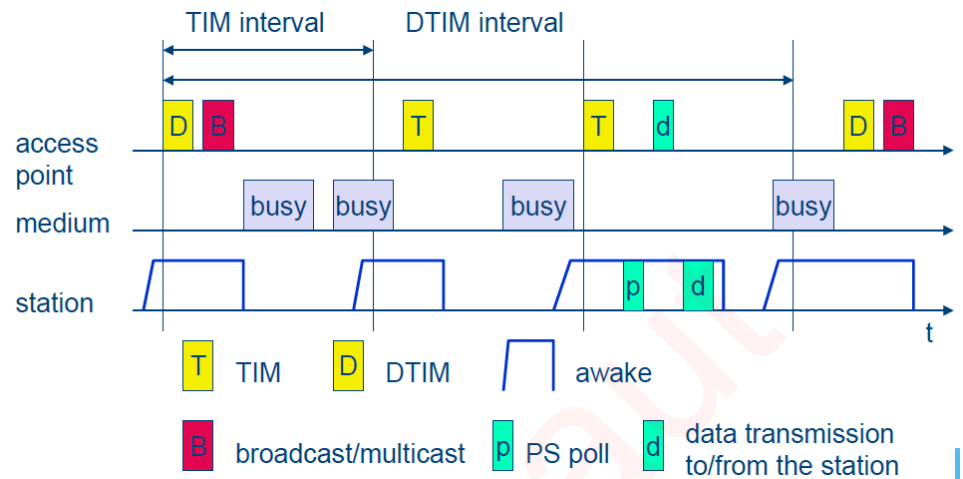 TIM interval
DTIM interval
D B T T d D B
access
point
busy busy busy busy
medium
p d
station
t
T TIM D DTIM awake
B broadcast/multicast p PS poll d data transmission
to/from the station